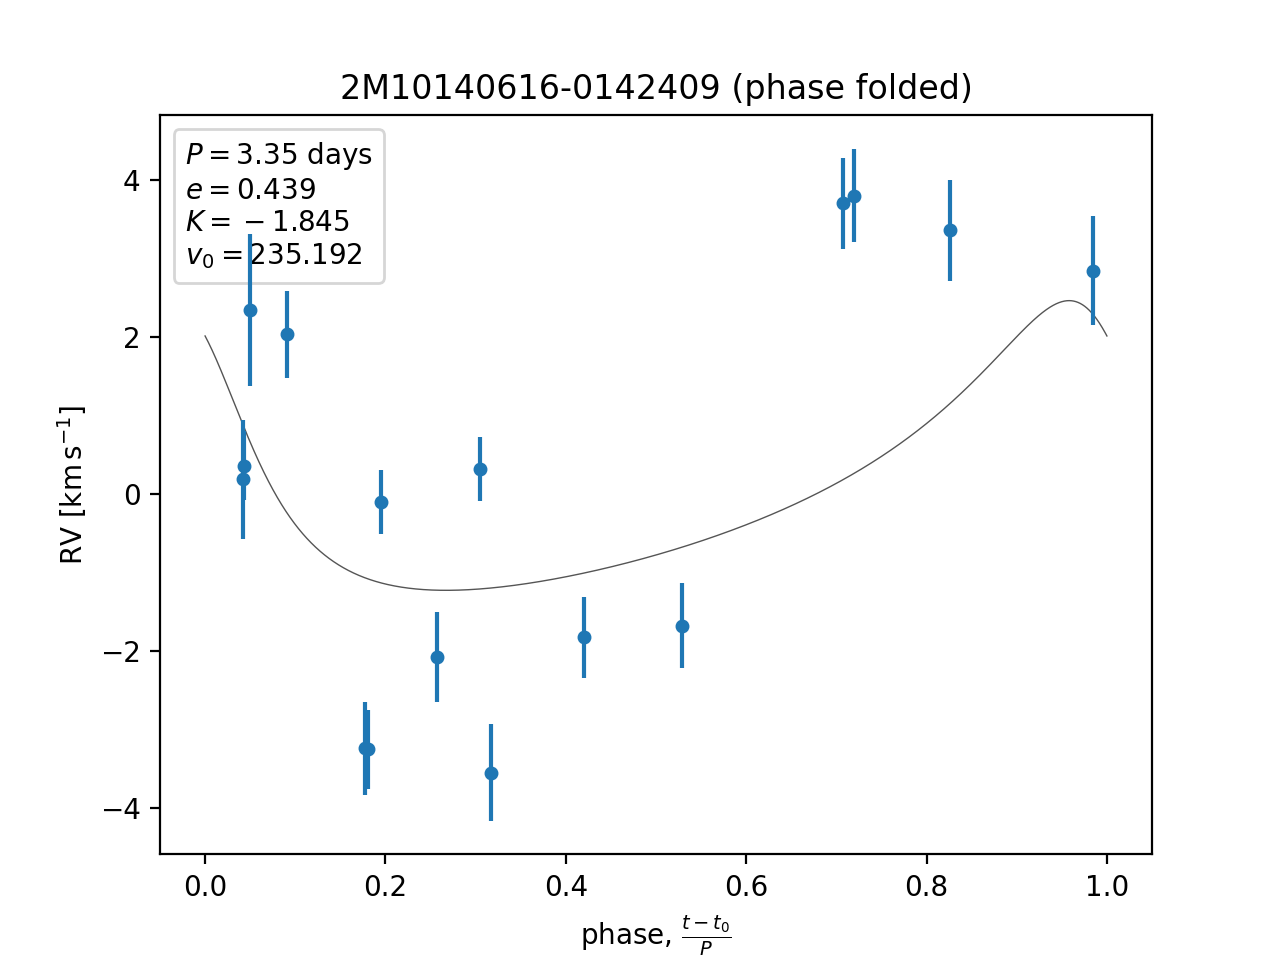 2M10140616-0142409 (phase folded)
P = 3.35 days
e = 0.439
K = −1.845
v₀ = 235.192
4
2
0
−2
−4
RV [km s⁻¹]
0.0 0.2 0.4 0.6 0.8 1.0
phase, (t − t₀)/P